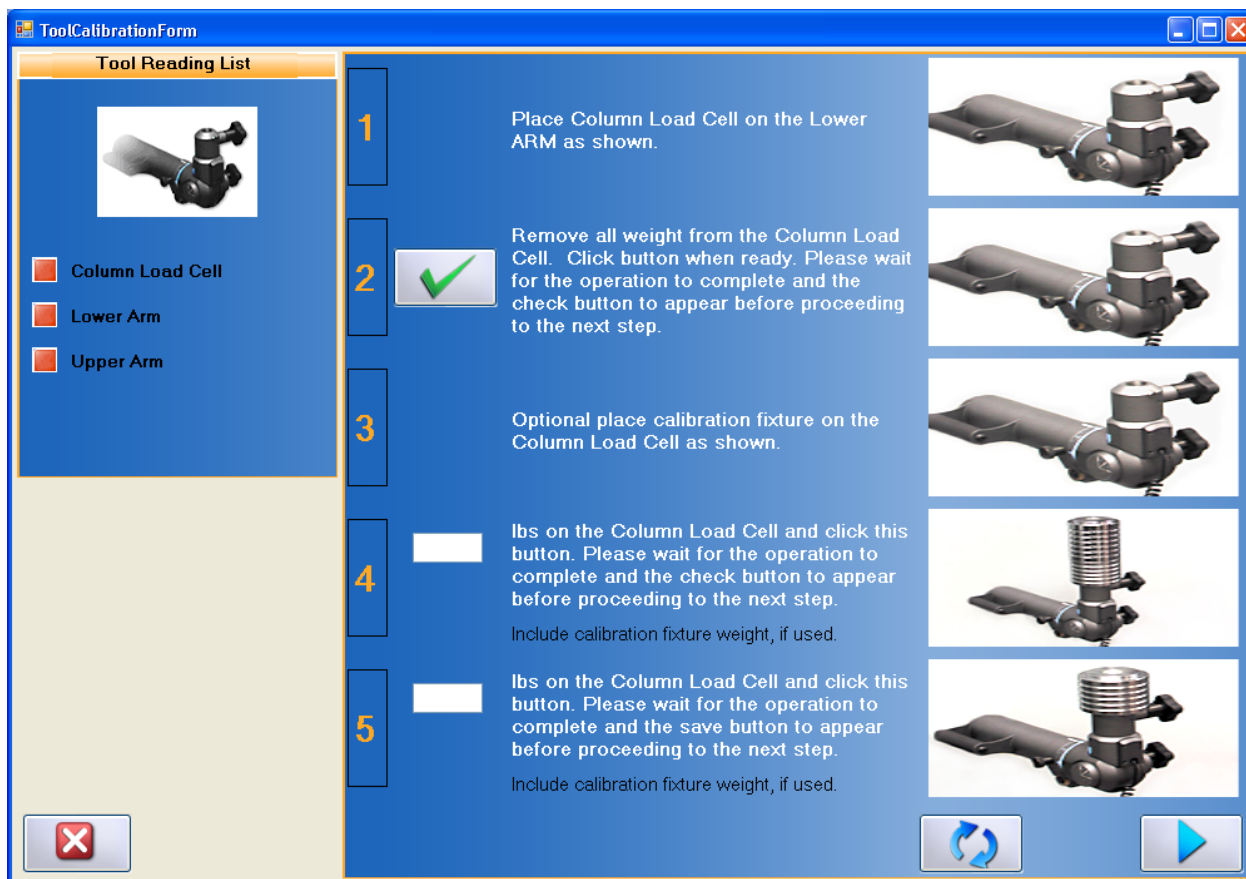 ToolCalibrationForm
Tool Reading List
Column Load Cell
Lower Arm
Upper Arm
1
Place Column Load Cell on the Lower
ARM as shown.
2
Remove all weight from the Column Load
Cell.  Click button when ready. Please wait
for the operation to complete and the
check button to appear before proceeding
to the next step.
3
Optional place calibration fixture on the
Column Load Cell as shown.
4
lbs on the Column Load Cell and click this
button. Please wait for the operation to
complete and the check button to appear
before proceeding to the next step.
Include calibration fixture weight, if used.
5
lbs on the Column Load Cell and click this
button. Please wait for the operation to
complete and the save button to appear
before proceeding to the next step.
Include calibration fixture weight, if used.